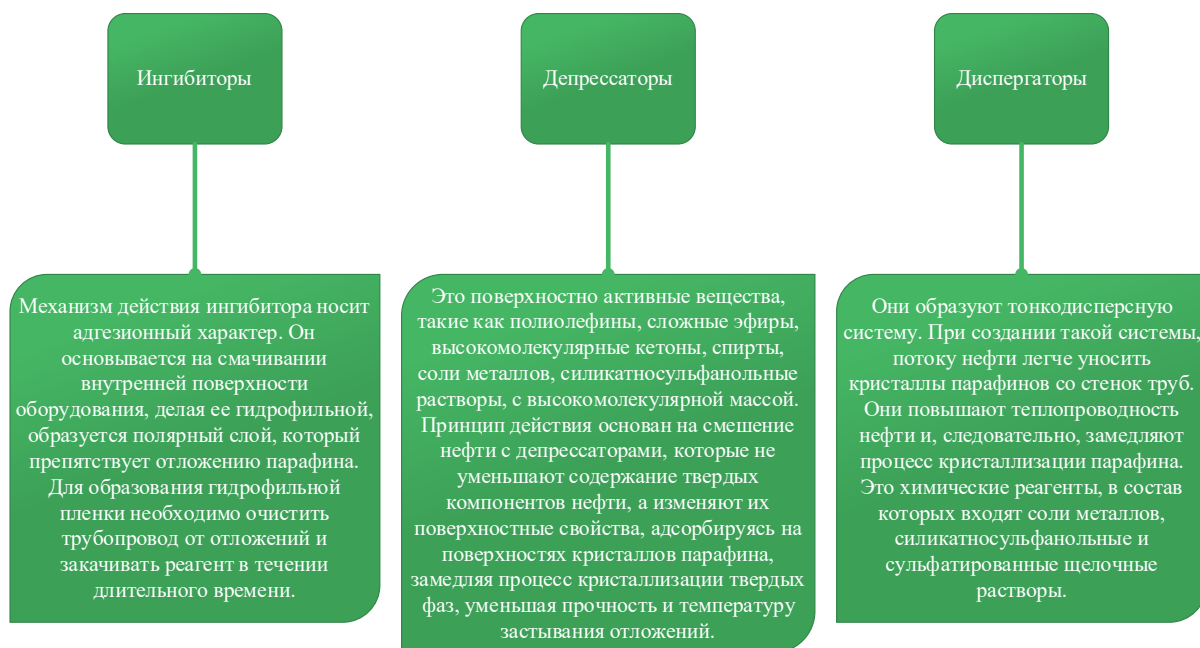 Ингибиторы
Депрессаторы
Диспергаторы
Механизм действия ингибитора носит
адгезионный характер. Он
основывается на смачивании
внутренней поверхности
оборудования, делая ее гидрофильной,
образуется полярный слой, который
препятствует отложению парафина.
Для образования гидрофильной
пленки необходимо очистить
трубопровод от отложений и
закачивать реагент в течении
длительного времени.
Это поверхностно активные вещества,
такие как полиолефины, сложные эфиры,
высокомолекулярные кетоны, спирты,
соли металлов, силикатносульфанольные
растворы, с высокомолекулярной массой.
Принцип действия основан на смешение
нефти с депрессаторами, которые не
уменьшают содержание твердых
компонентов нефти, а изменяют их
поверхностные свойства, адсорбируясь на
поверхностях кристаллов парафина,
замедляя процесс кристаллизации твердых
фаз, уменьшая прочность и температуру
застывания отложений.
Они образуют тонкодисперсную
систему. При создании такой системы,
потоку нефти легче уносить
кристаллы парафинов со стенок труб.
Они повышают теплопроводность
нефти и, следовательно, замедляют
процесс кристаллизации парафина.
Это химические реагенты, в состав
которых входят соли металлов,
силикатносульфанольные и
сульфатированные щелочные
растворы.